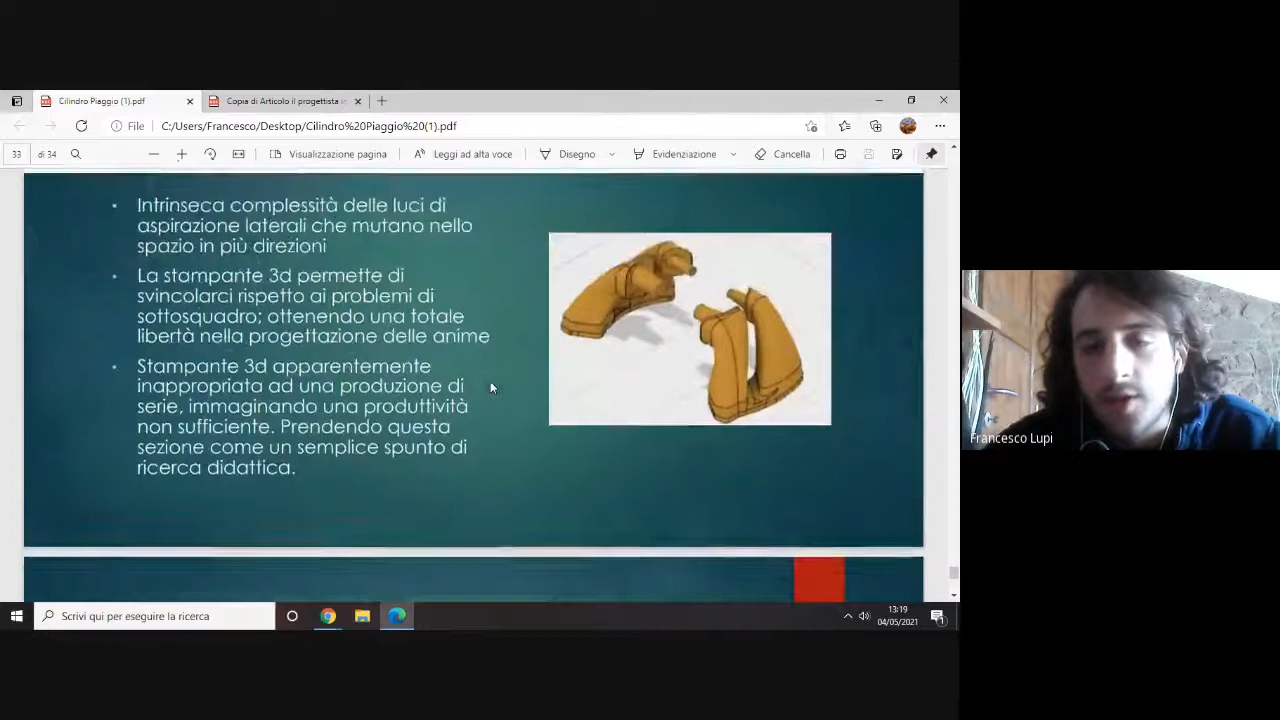 Cilindro Piaggio (1).pdf
Copia di Articolo il progettista in
File
C:/Users/Francesco/Desktop/Cilindro%20Piaggio%20(1).pdf
33 di 34
Visualizzazione pagina
Leggi ad alta voce
Disegno
Evidenziazione
Cancella
• Intrinseca complessità delle luci di
aspirazione laterali che mutano nello
spazio in più direzioni
• La stampante 3d permette di
svincolarci rispetto ai problemi di
sottosquadro; ottenendo una totale
libertà nella progettazione delle anime
• Stampante 3d apparentemente
inappropriata ad una produzione di
serie, immaginando una produttività
non sufficiente. Prendendo questa
sezione come un semplice spunto di
ricerca didattica.
Francesco Lupi
Scrivi qui per eseguire la ricerca
13:19
04/05/2021
1